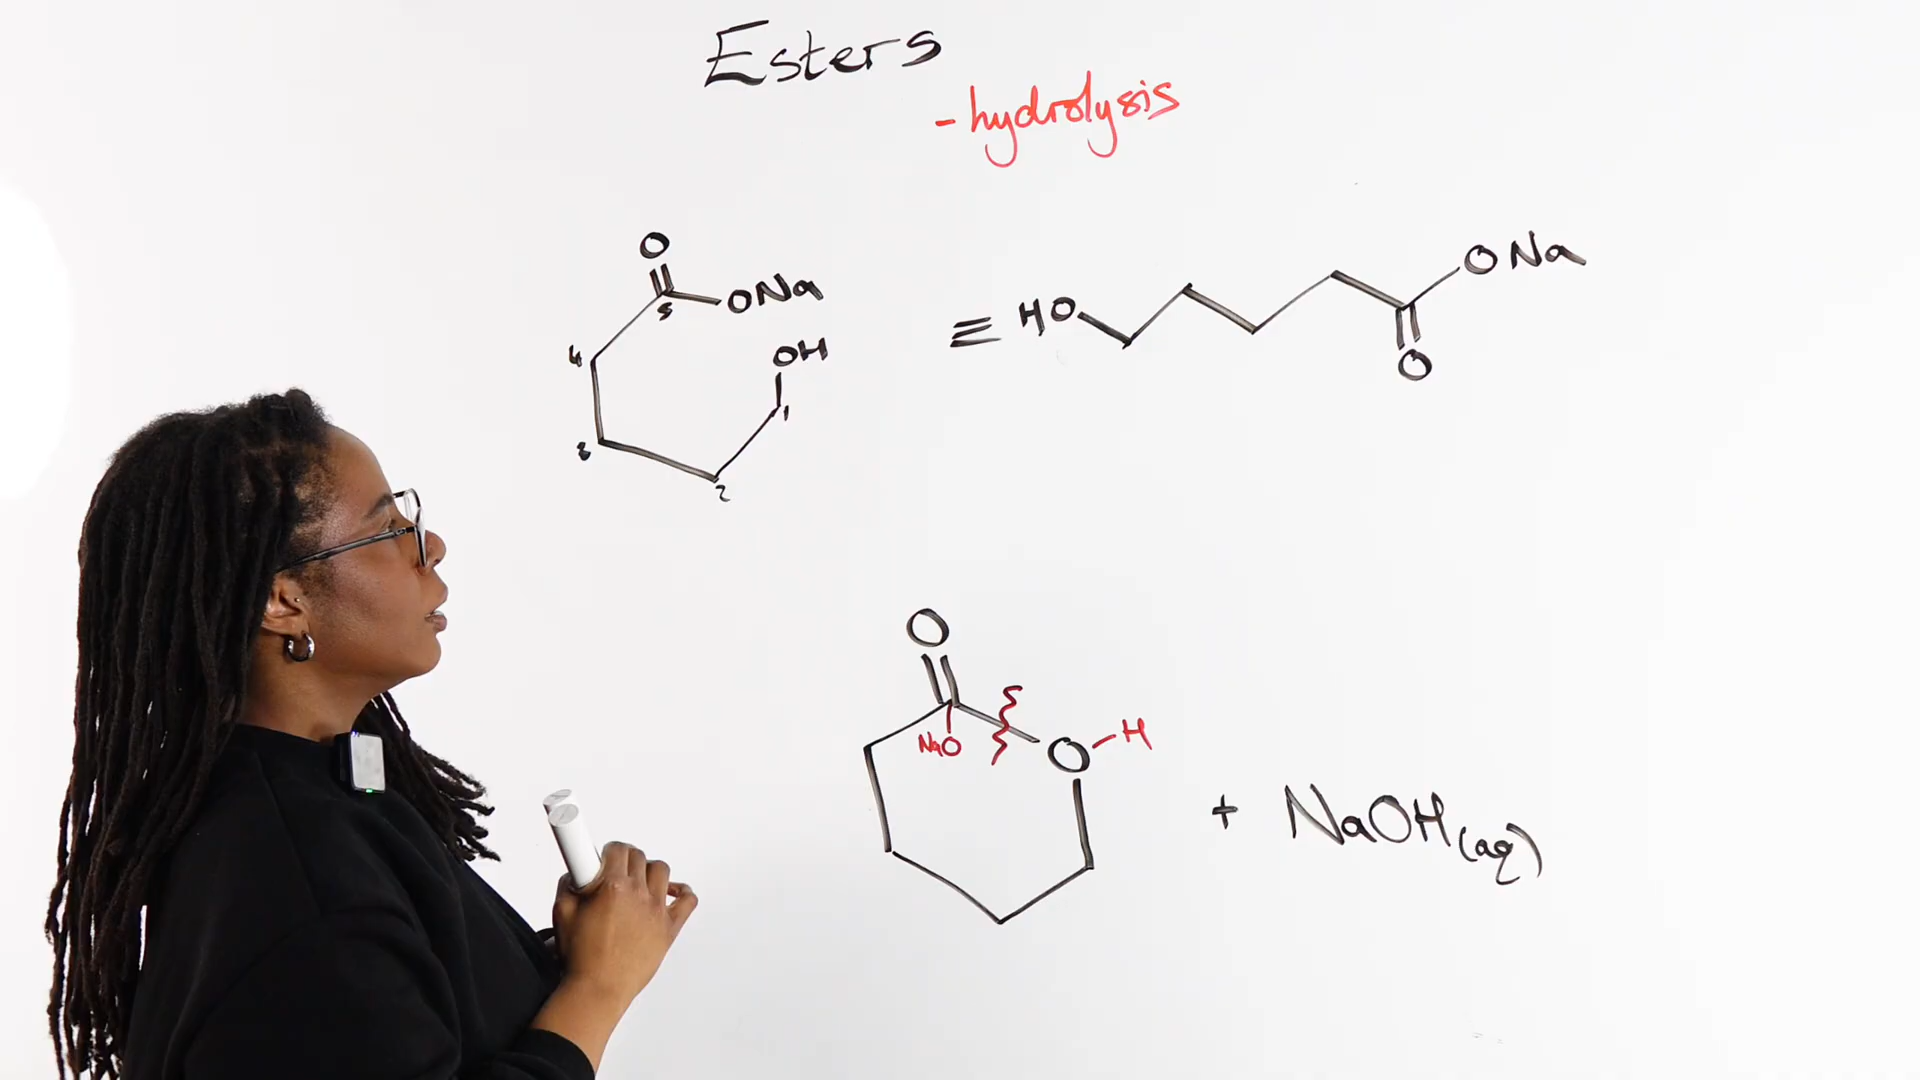 Esters
- hydrolysis
O
ONa
5
4
OH
1
3
2
≡
HO
ONa
O
O
NaO
O-H
+ NaOH(aq)